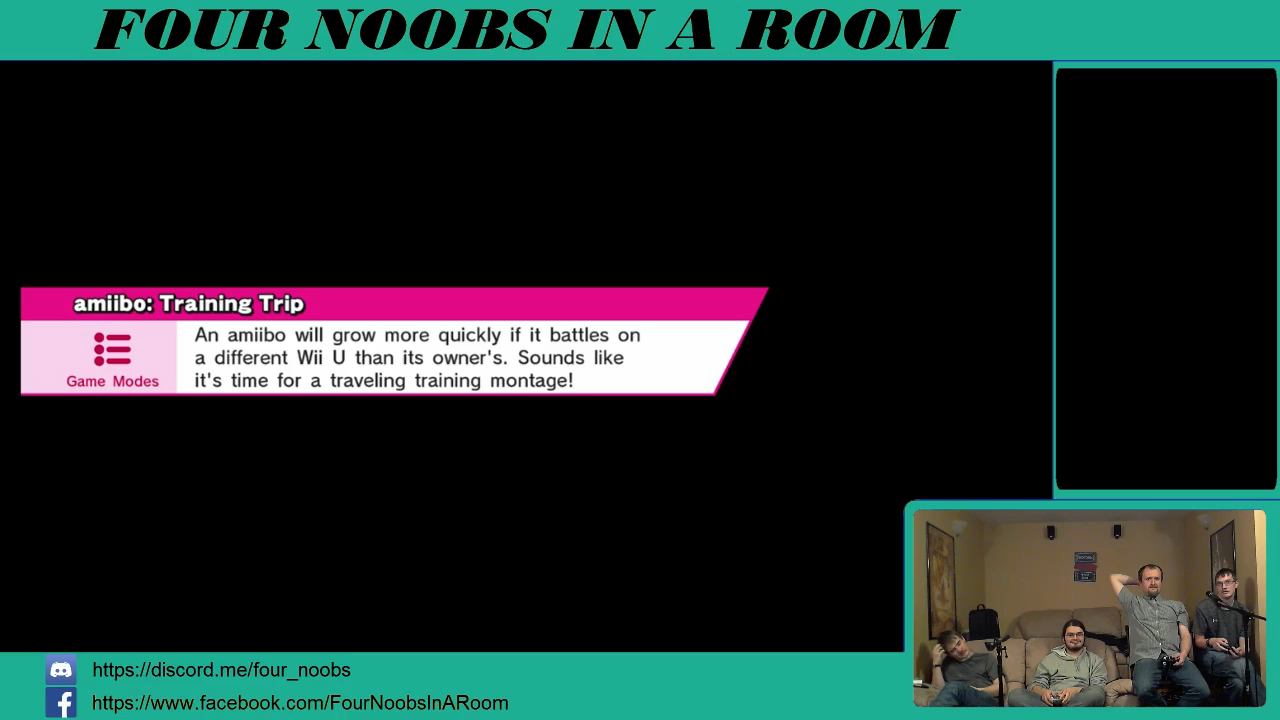 FOUR NOOBS IN A ROOM
amiibo: Training Trip
An amiibo will grow more quickly if it battles on
a different Wii U than its owner's. Sounds like
it's time for a traveling training montage!
Game Modes
https://discord.me/four_noobs
https://www.facebook.com/FourNoobsInARoom